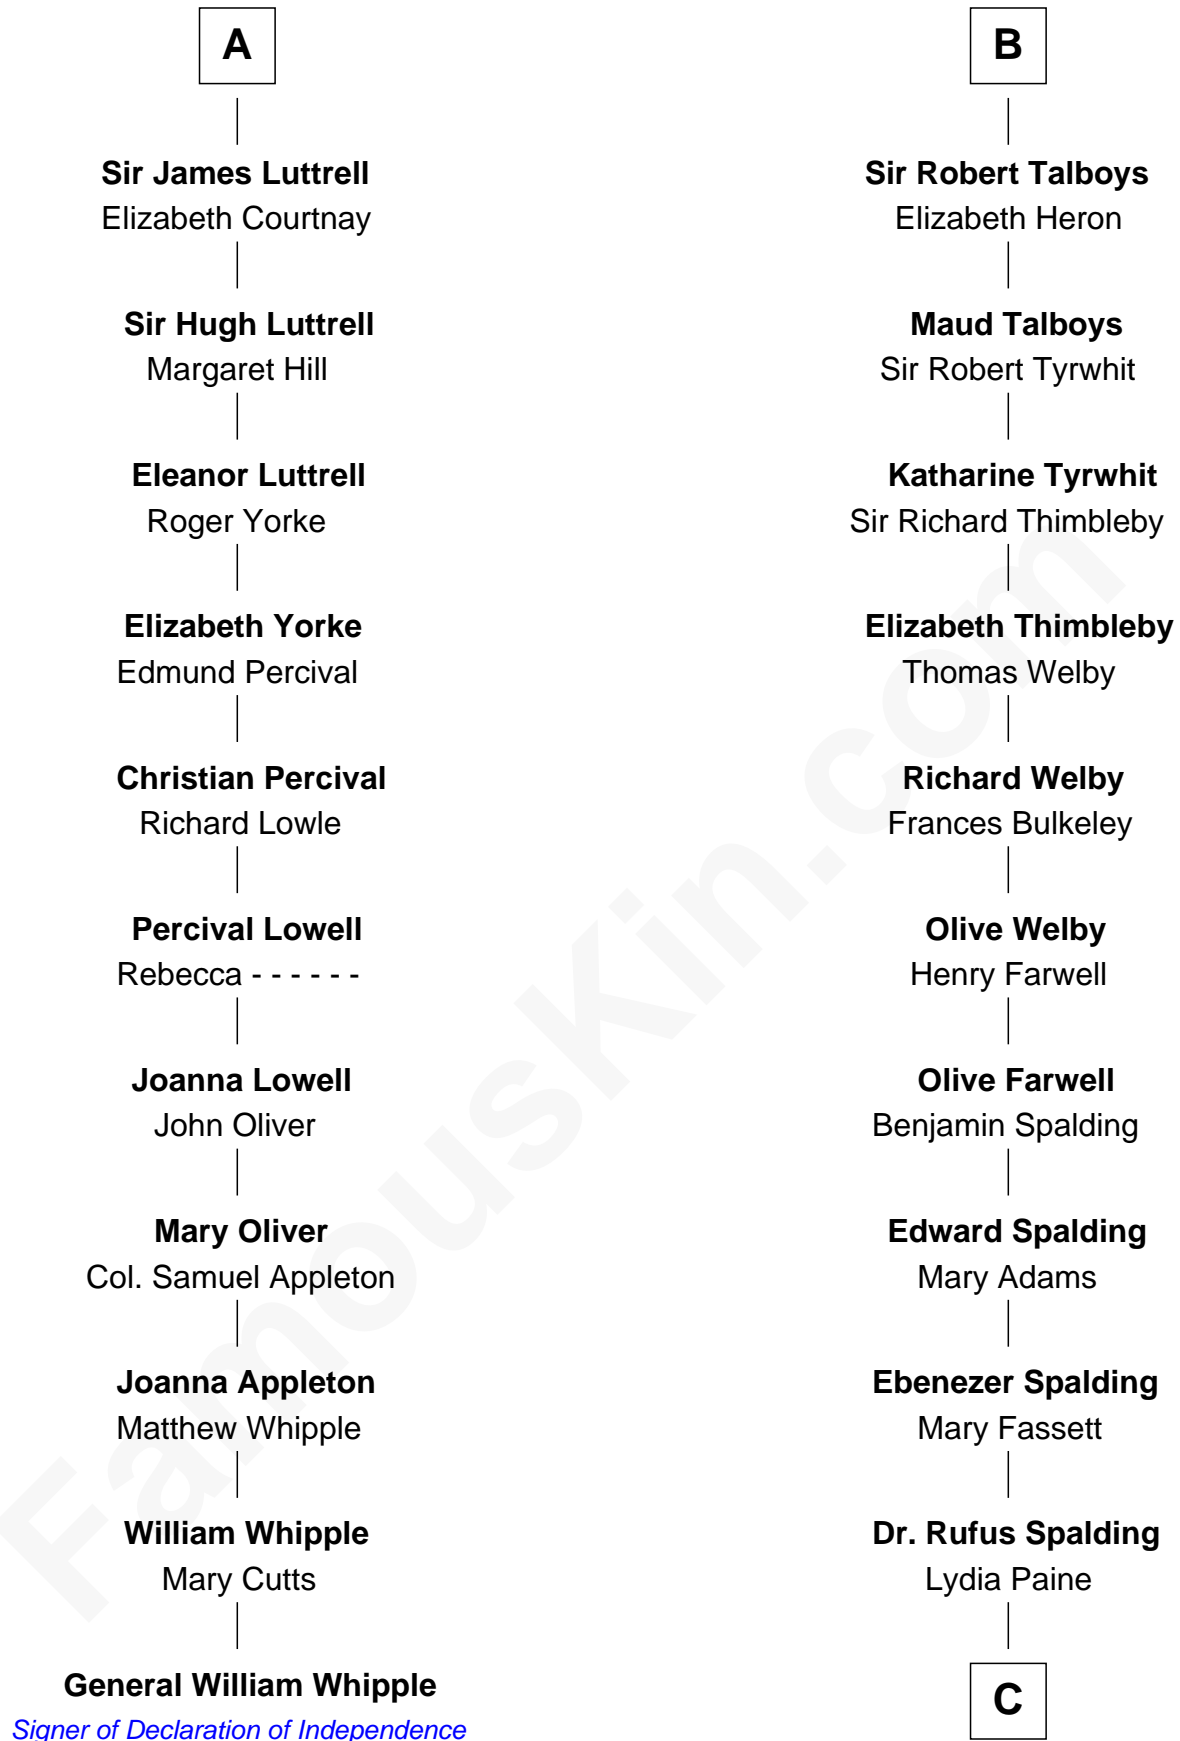 A
Sir James Luttrell
Elizabeth Courtnay
Sir Hugh Luttrell
Margaret Hill
Eleanor Luttrell
Roger Yorke
Elizabeth Yorke
Edmund Percival
Christian Percival
Richard Lowle
Percival Lowell
Rebecca - - - - - -
Joanna Lowell
John Oliver
Mary Oliver
Col. Samuel Appleton
Joanna Appleton
Matthew Whipple
William Whipple
Mary Cutts
General William Whipple
Signer of Declaration of Independence
B
Sir Robert Talboys
Elizabeth Heron
Maud Talboys
Sir Robert Tyrwhit
Katharine Tyrwhit
Sir Richard Thimbleby
Elizabeth Thimbleby
Thomas Welby
Richard Welby
Frances Bulkeley
Olive Welby
Henry Farwell
Olive Farwell
Benjamin Spalding
Edward Spalding
Mary Adams
Ebenezer Spalding
Mary Fassett
Dr. Rufus Spalding
Lydia Paine
C
FamousKin.com